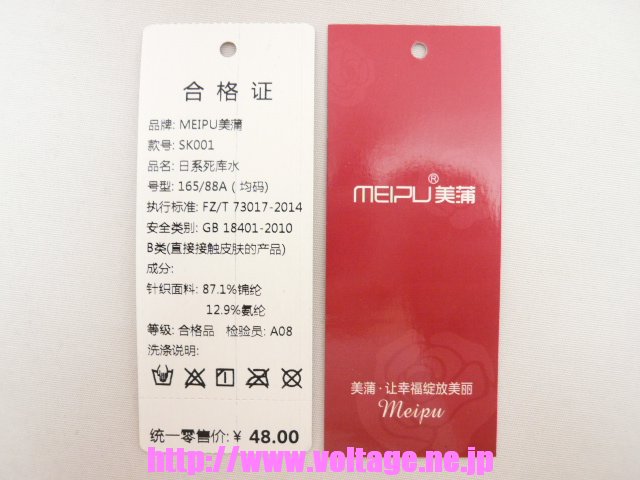 合格证
品牌: MEIPU美蒲
款号: SK001
品名: 日系死库水
号型: 165/88A ( 均码)
执行标准: FZ/T 73017-2014
安全类别: GB 18401-2010
B类(直接接触皮肤的产品)
成分:
针织面料: 87.1%锦纶
12.9%氨纶
等级: 合格品 检验员: A08
洗涤说明:
统一零售价: ¥ 48.00
MEIPU®美蒲
美蒲·让幸福绽放美丽
Meipu
http://www.voltage.ne.jp